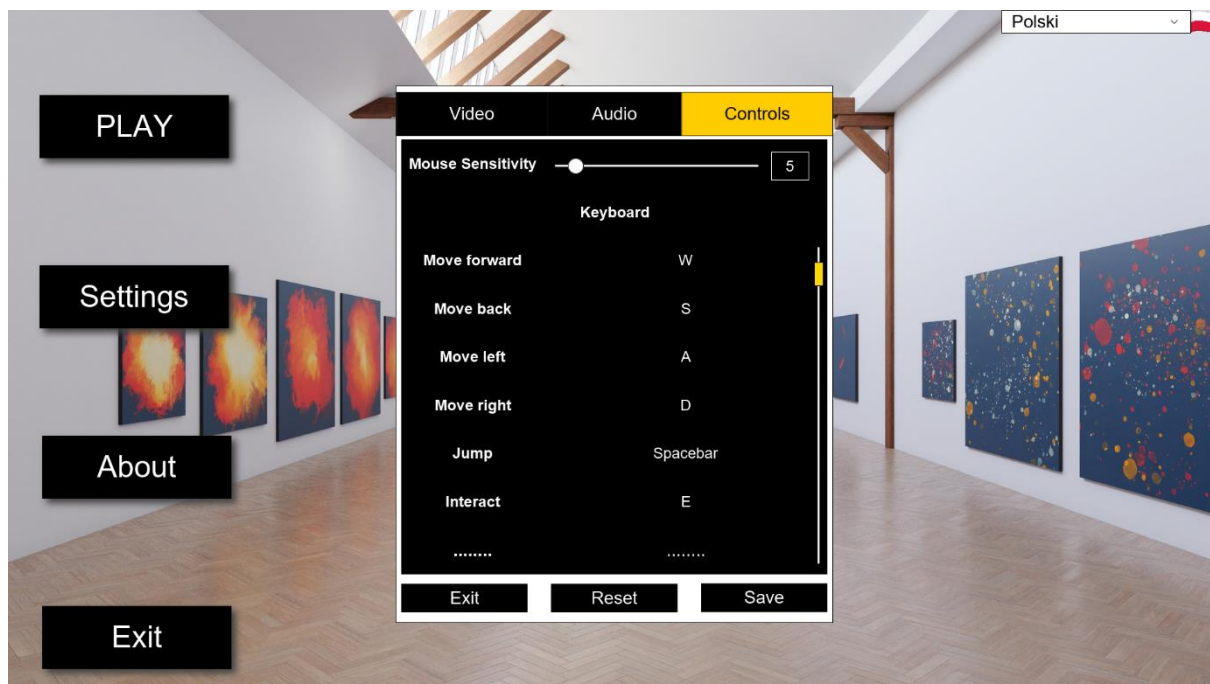 Polski
PLAY
Settings
About
Exit
Video Audio Controls
Mouse Sensitivity 5
Keyboard
Move forward W
Move back S
Move left A
Move right D
Jump Spacebar
Interact E
........ ........
Exit Reset Save